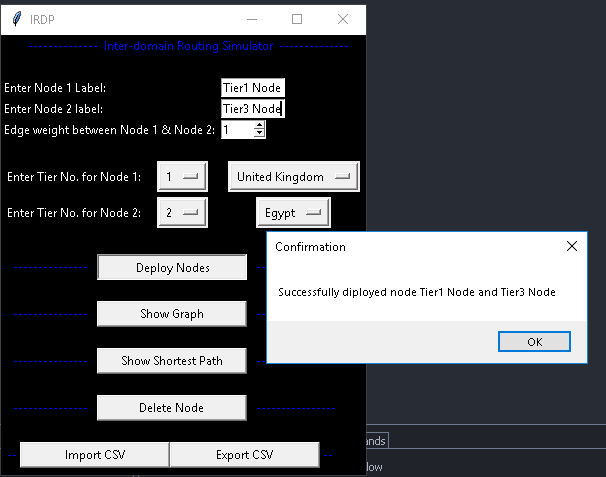 IRDP
Inter-domain Routing Simulator
Enter Node 1 Label: Tier1 Node
Enter Node 2 label: Tier3 Node
Edge weight between Node 1 & Node 2: 1
Enter Tier No. for Node 1: 1 United Kingdom
Enter Tier No. for Node 2: 2 Egypt
Deploy Nodes
Show Graph
Show Shortest Path
Delete Node
Import CSV Export CSV
Confirmation
Successfully diployed node Tier1 Node and Tier3 Node
OK
ands
low